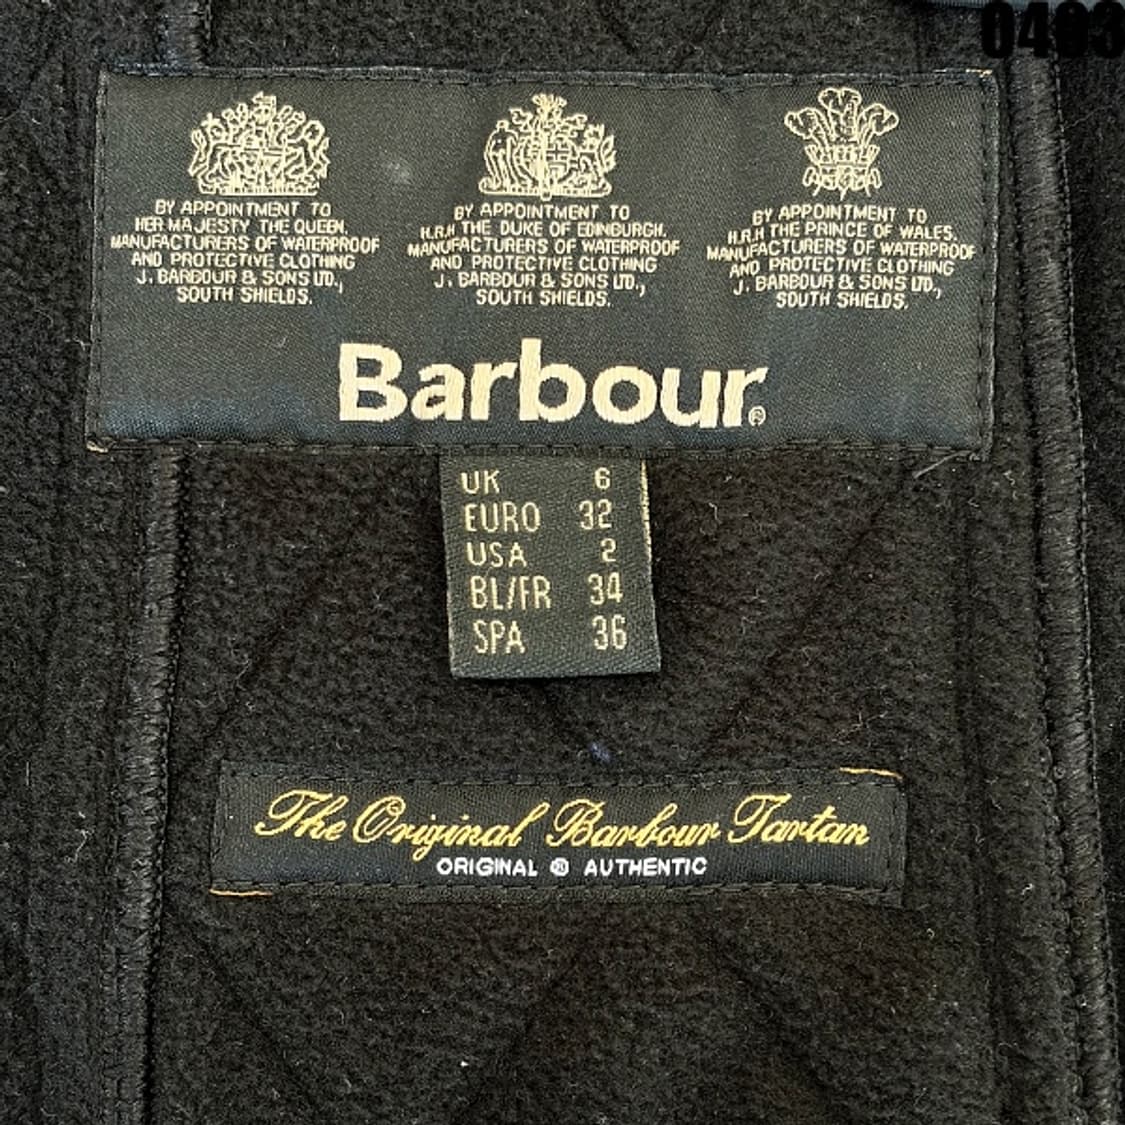 0403
BY APPOINTMENT TO
HER MAJESTY THE QUEEN.
MANUFACTURERS OF WATERPROOF
AND PROTECTIVE CLOTHING
J. BARBOUR & SONS LTD.,
SOUTH SHIELDS.
BY APPOINTMENT TO
H.R.H THE DUKE OF EDINBURGH.
MANUFACTURERS OF WATERPROOF
AND PROTECTIVE CLOTHING
J. BARBOUR & SONS LTD.,
SOUTH SHIELDS.
BY APPOINTMENT TO
H.R.H THE PRINCE OF WALES.
MANUFACTURERS OF WATERPROOF
AND PROTECTIVE CLOTHING
J. BARBOUR & SONS LTD.,
SOUTH SHIELDS.
Barbour®
UK 6
EURO 32
USA 2
BL/FR 34
SPA 36
The Original Barbour Tartan
ORIGINAL ® AUTHENTIC